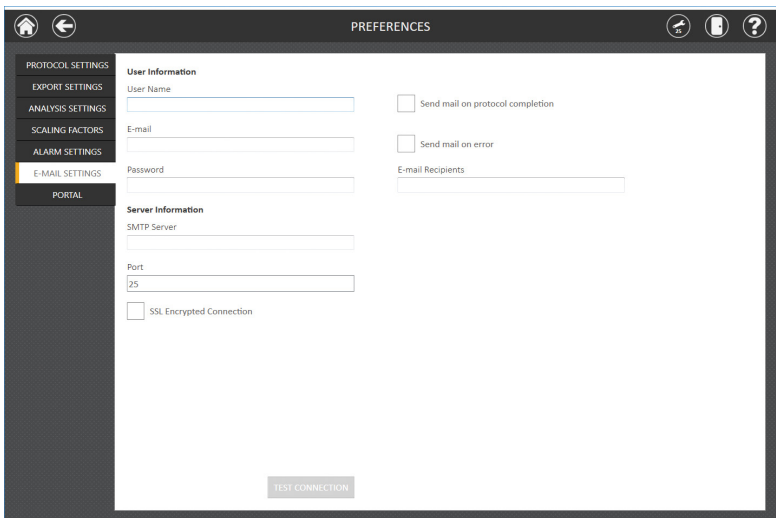 PREFERENCES
25
?
PROTOCOL SETTINGS
EXPORT SETTINGS
ANALYSIS SETTINGS
SCALING FACTORS
ALARM SETTINGS
E-MAIL SETTINGS
PORTAL
User Information
User Name
E-mail
Password
Server Information
SMTP Server
Port
25
SSL Encrypted Connection
Send mail on protocol completion
Send mail on error
E-mail Recipients
TEST CONNECTION